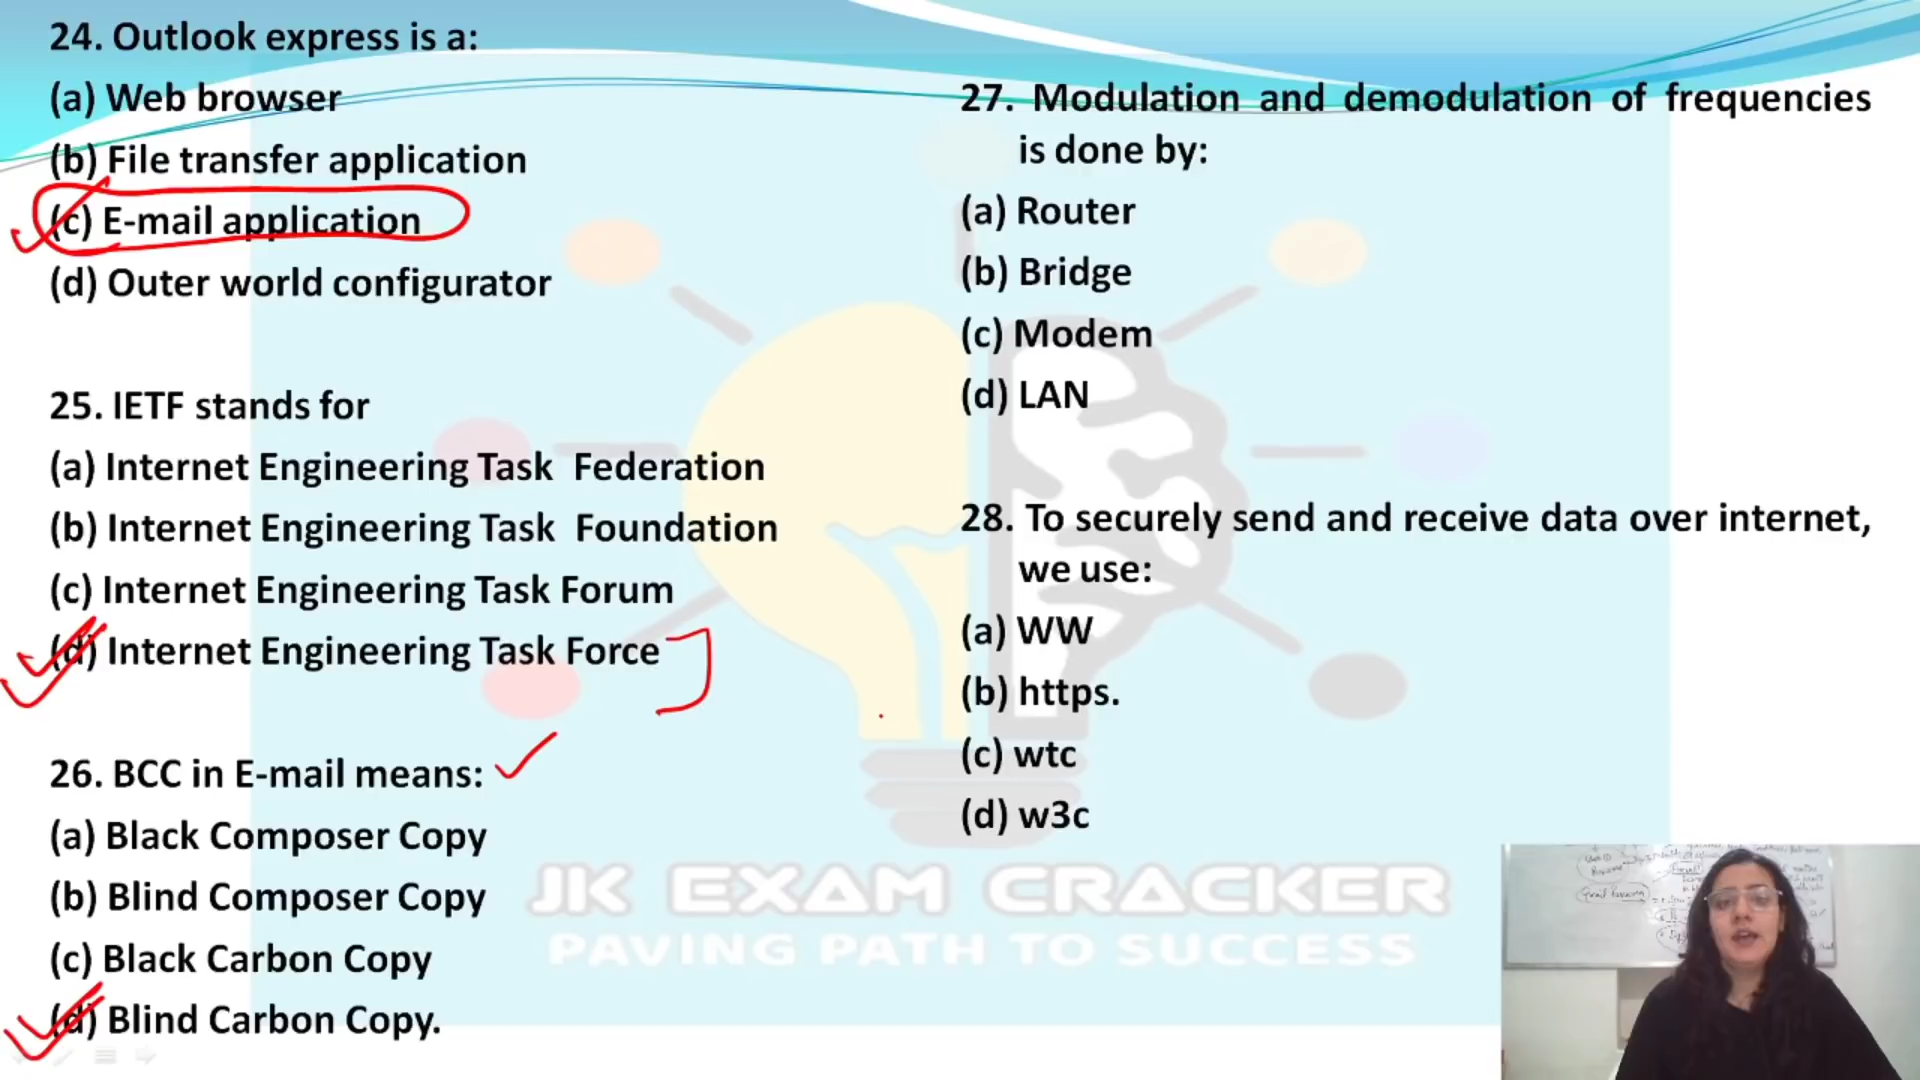 24. Outlook express is a:
(a) Web browser
(b) File transfer application
(c) E-mail application
(d) Outer world configurator
25. IETF stands for
(a) Internet Engineering Task Federation
(b) Internet Engineering Task Foundation
(c) Internet Engineering Task Forum
(d) Internet Engineering Task Force
26. BCC in E-mail means:
(a) Black Composer Copy
(b) Blind Composer Copy
(c) Black Carbon Copy
(d) Blind Carbon Copy.
27. Modulation and demodulation of frequencies
is done by:
(a) Router
(b) Bridge
(c) Modem
(d) LAN
28. To securely send and receive data over internet,
we use:
(a) WW
(b) https.
(c) wtc
(d) w3c
JK EXAM CRACKER
PAVING PATH TO SUCCESS